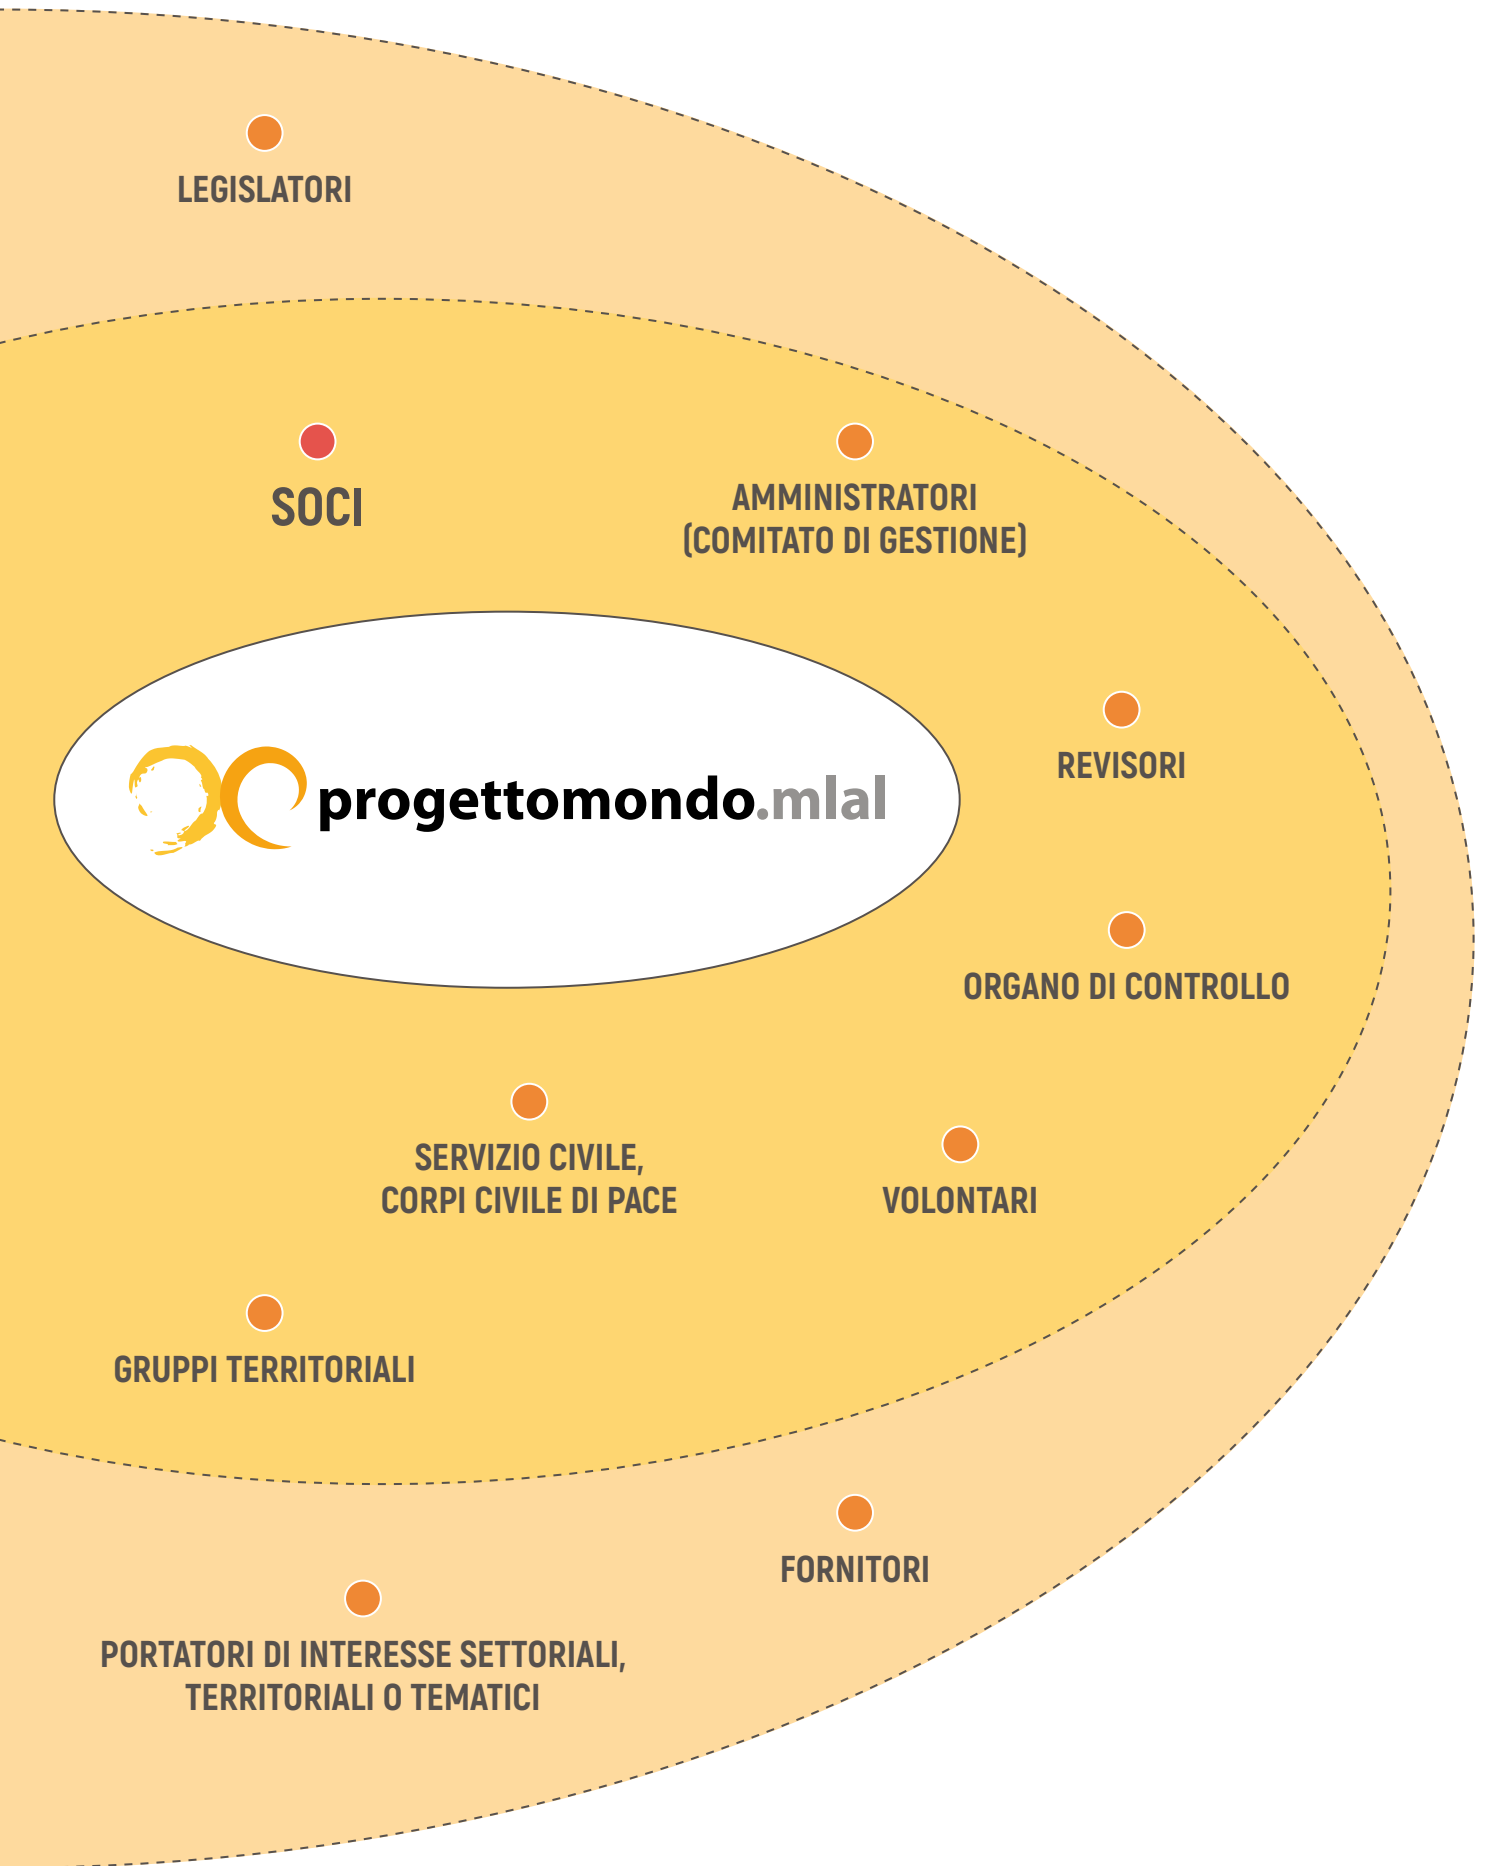 LEGISLATORI
SOCI
AMMINISTRATORI
(COMITATO DI GESTIONE)
progettomondo.mlal
REVISORI
ORGANO DI CONTROLLO
SERVIZIO CIVILE,
CORPI CIVILE DI PACE
VOLONTARI
GRUPPI TERRITORIALI
FORNITORI
PORTATORI DI INTERESSE SETTORIALI,
TERRITORIALI O TEMATICI